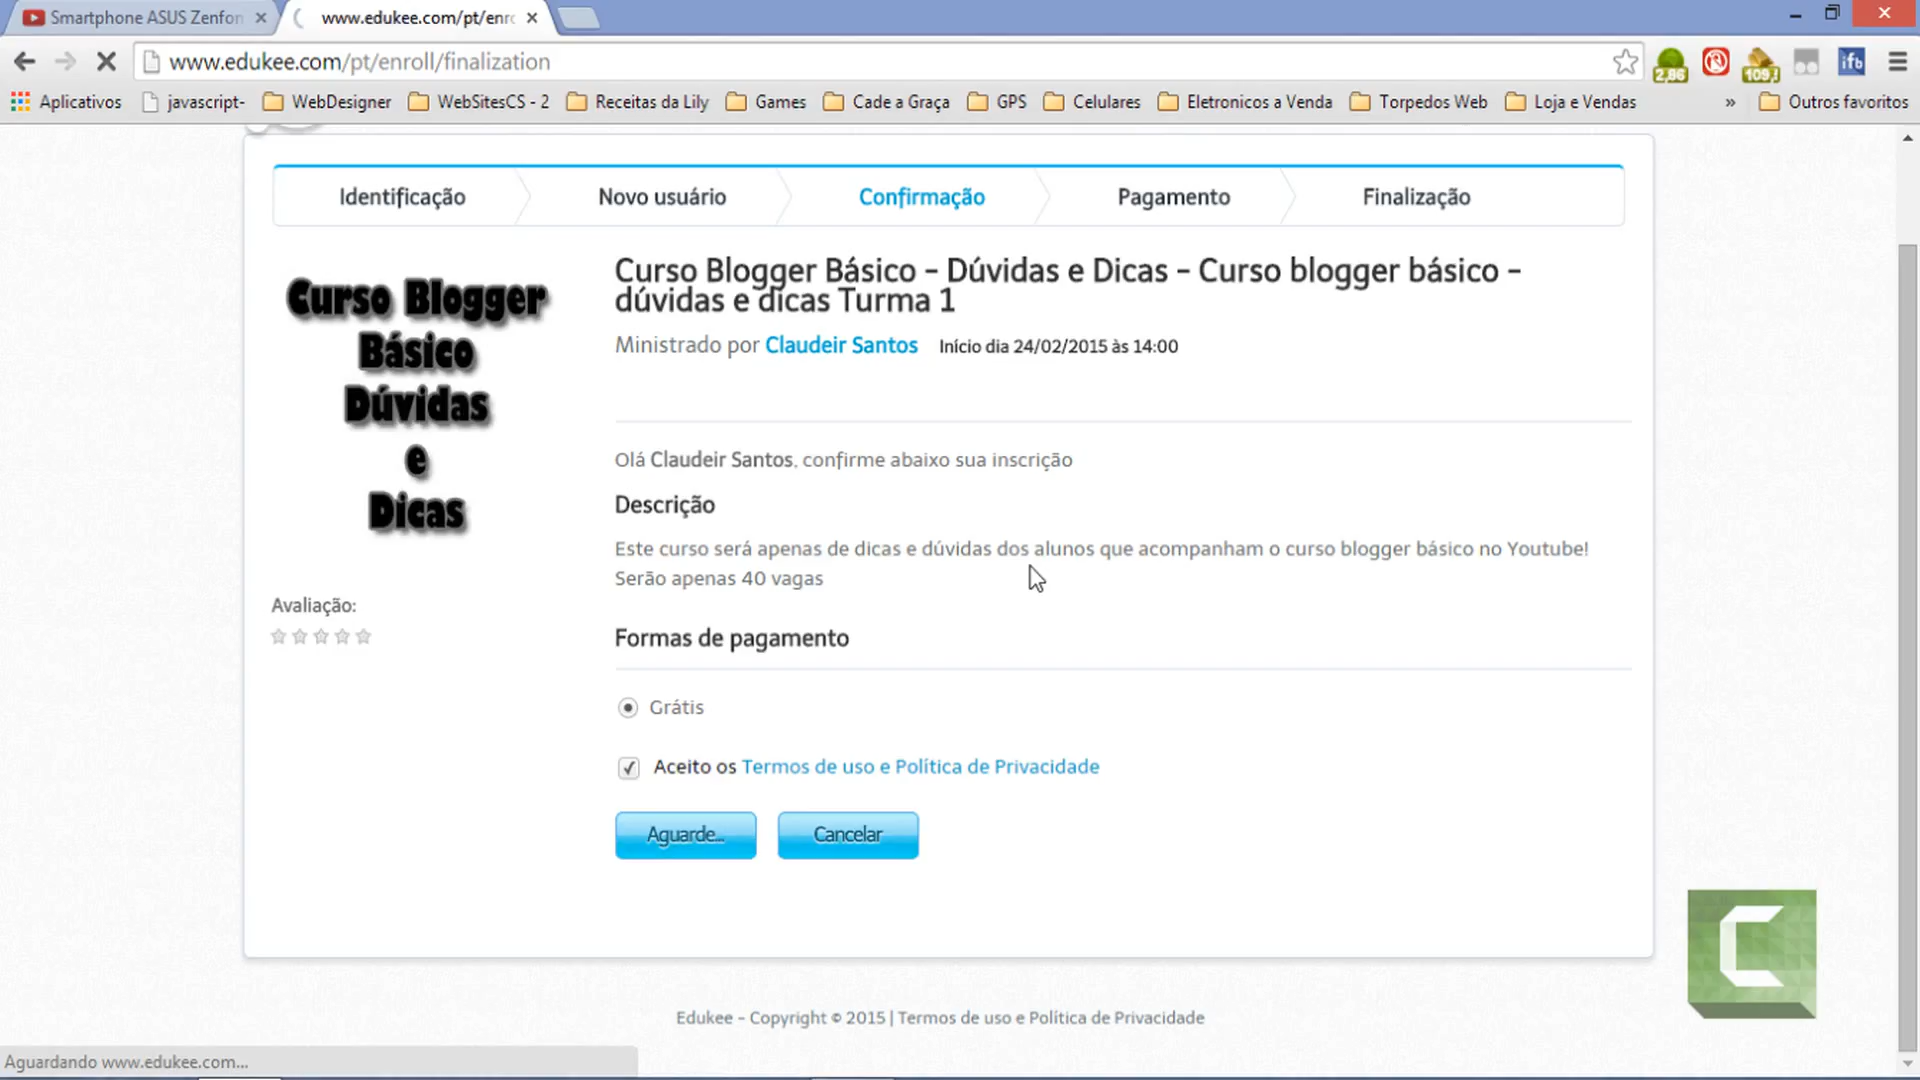 Smartphone ASUS Zenfon
www.edukee.com/pt/enro
www.edukee.com/pt/enroll/finalization
2,86
109,
ifb
Aplicativos
javascript-
WebDesigner
WebSitesCS - 2
Receitas da Lily
Games
Cade a Graça
GPS
Celulares
Eletronicos a Venda
Torpedos Web
Loja e Vendas
»
Outros favoritos
Identificação
Novo usuário
Confirmação
Pagamento
Finalização
Curso Blogger
Básico
Dúvidas
e
Dicas
Avaliação:
Curso Blogger Básico - Dúvidas e Dicas - Curso blogger básico -
dúvidas e dicas Turma 1
Ministrado por Claudeir Santos Início dia 24/02/2015 às 14:00
Olá Claudeir Santos, confirme abaixo sua inscrição
Descrição
Este curso será apenas de dicas e dúvidas dos alunos que acompanham o curso blogger básico no Youtube!
Serão apenas 40 vagas
Formas de pagamento
Grátis
Aceito os Termos de uso e Política de Privacidade
Aguarde...
Cancelar
Edukee - Copyright © 2015 | Termos de uso e Política de Privacidade
Aguardando www.edukee.com...